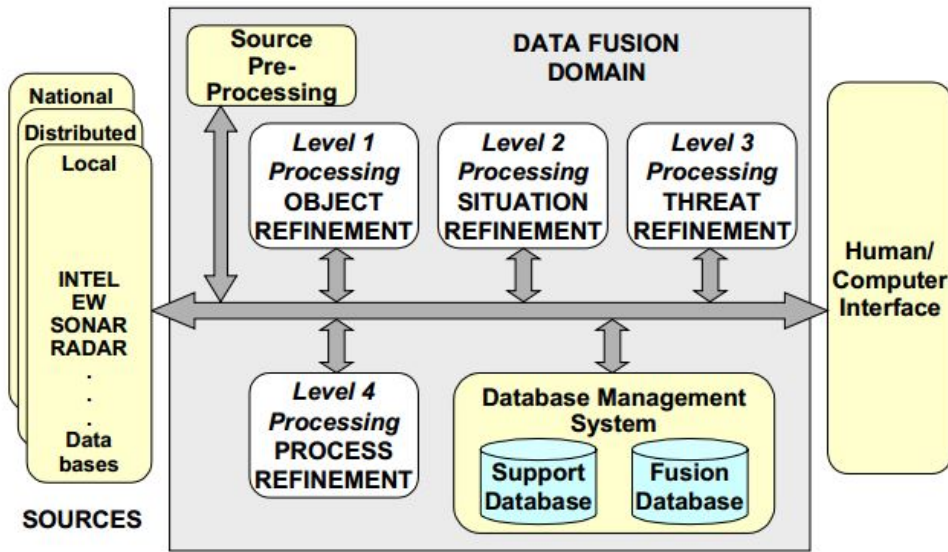 National
Distributed
Local
INTEL
EW
SONAR
RADAR
.
.
.
Data
bases
SOURCES
Source
Pre-
Processing
DATA FUSION
DOMAIN
Level 1
Processing
OBJECT
REFINEMENT
Level 2
Processing
SITUATION
REFINEMENT
Level 3
Processing
THREAT
REFINEMENT
Level 4
Processing
PROCESS
REFINEMENT
Database Management
System
Support
Database
Fusion
Database
Human/
Computer
Interface